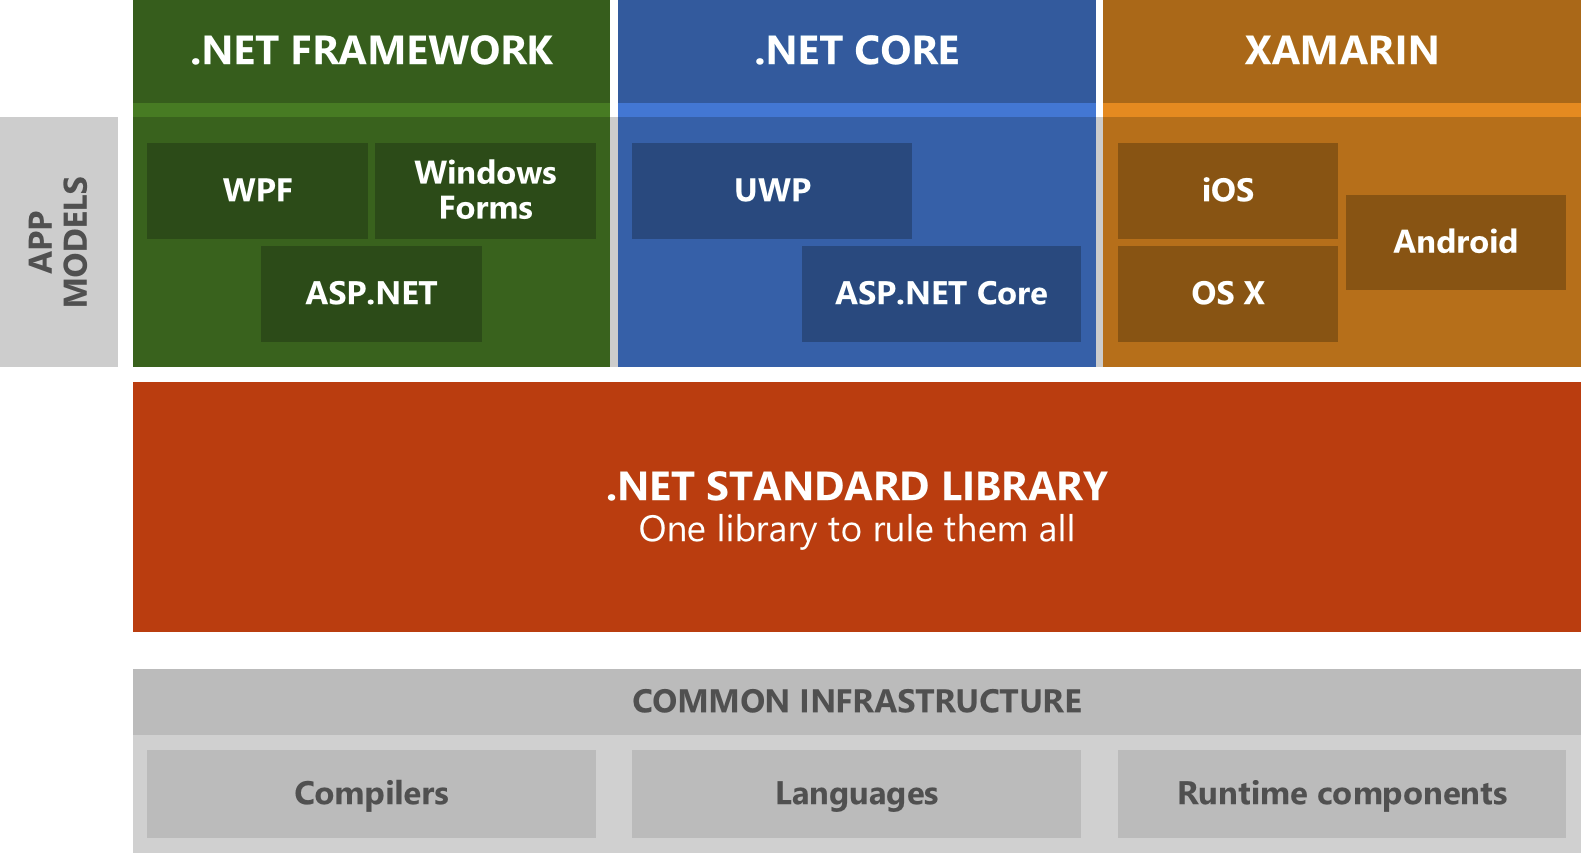 .NET FRAMEWORK
.NET CORE
XAMARIN
APP
MODELS
WPF
Windows
Forms
ASP.NET
UWP
ASP.NET Core
iOS
Android
OS X
.NET STANDARD LIBRARY
One library to rule them all
COMMON INFRASTRUCTURE
Compilers
Languages
Runtime components